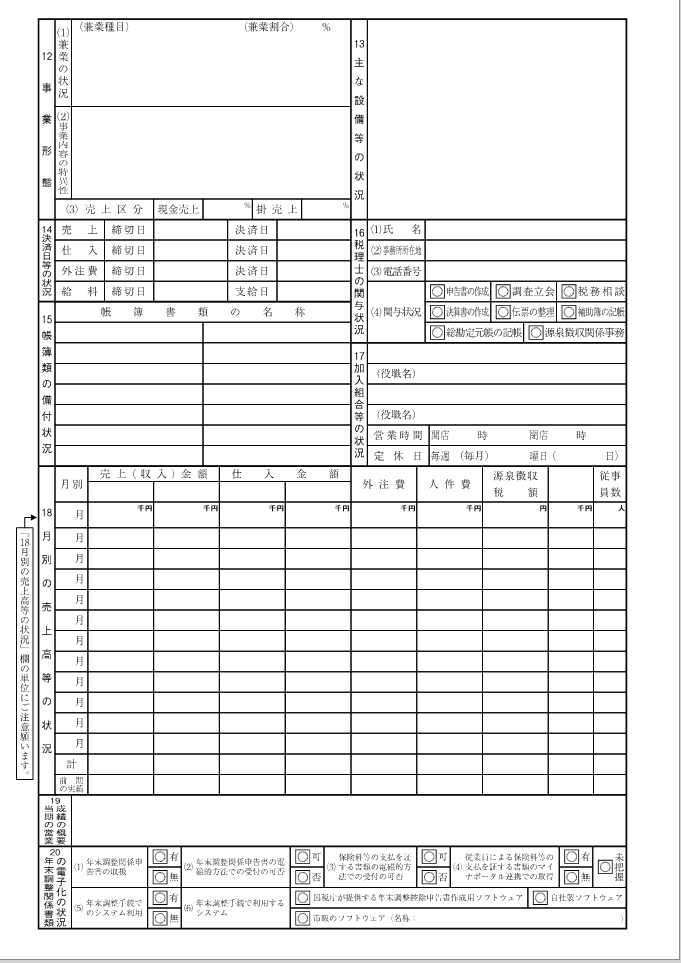 12 事業形態
(1) 兼業の状況
(兼業種目) (兼業割合) %
(2) 事業内容の特異性
(3) 売上区分 現金売上 % 掛売上 %
13 主な設備等の状況
14 決済日等の状況
売上 締切日 決済日
仕入 締切日 決済日
外注費 締切日 決済日
給料 締切日 支給日
15 帳簿類の備付状況
帳簿書類の名称
16 税理士の関与状況
(1)氏名
(2)事務所所在地
(3)電話番号
(4)関与状況
○申告書の作成 ○調査立会 ○税務相談
○決算書の作成 ○伝票の整理 ○補助簿の記帳
○総勘定元帳の記帳 ○源泉徴収関係事務
17 加入組合等の状況
(役職名)
(役職名)
営業時間 開店 時 閉店 時
定休日 毎週(毎月) 曜日( 日)
18 月別の売上高等の状況
「18月別の売上高等の状況」欄の単位にご注意願います。
月別 売上(収入)金額 仕入金額 外注費 人件費 源泉徴収税額 従事員数
月 千円 千円 千円 千円 千円 千円 円 千円 人
月
月
月
月
月
月
月
月
月
月
月
計
前期の実績
19 当期の営業成績の概要
20 年末調整関係書類の電子化の状況
(1) 年末調整関係申告書の取扱 ○有 ○無
(2) 年末調整関係申告書の電磁的方法での受付の可否 ○可 ○否
(3) 保険料等の支払を証する書類の電磁的方法での受付の可否 ○可 ○否
(4) 従業員による保険料等の支払を証する書類のマイナポータル連携での取得 ○有 ○無 ○未把握
(5) 年末調整手続でのシステム利用 ○有 ○無
(6) 年末調整手続で利用するシステム
○国税庁が提供する年末調整控除申告書作成用ソフトウェア ○自社製ソフトウェア
○市販のソフトウェア(名称: )